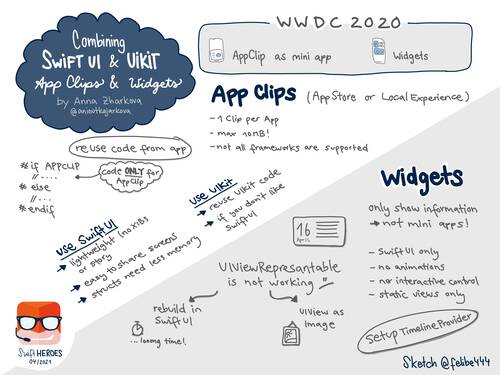 Combining
SWiFT UI & UiKiT
App Clips & Widgets
by Anna Zharkova
WWDC 2020
AppClip as mini app
Widgets
App Clips (AppStore or Local Experience)
- 1 Clip per App
- max 10MB!
- not all frameworks are supported
reuse code from app
#if APPCLIP
//----
# else
//----
#endif
Code ONLY for
AppClip
use SwiftUI
→ lightweight (no XIBs
or story
→ easy to share screens
→ structs need less memory
use UIKit
→ reuse UIKit code
→ if you don't like
SwiftUI
Widgets
only show information
→ not mini apps!
- SwiftUI only
- no animations
- no interactive control
- static views only
Setup TimelineProvider
16
April
UIViewRepresantable
is not working
rebuild in
SwiftUI
... looong time!
UIView as
Image
Swift HEROES
04/2021
Sketch @felibe444